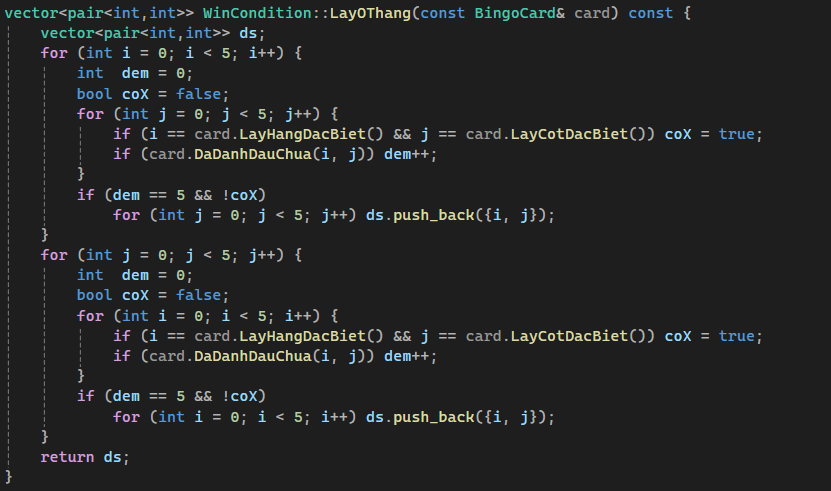 vector<pair<int,int>> WinCondition::LayOThang(const BingoCard& card) const {
    vector<pair<int,int>> ds;
    for (int i = 0; i < 5; i++) {
        int  dem = 0;
        bool coX = false;
        for (int j = 0; j < 5; j++) {
            if (i == card.LayHangDacBiet() && j == card.LayCotDacBiet()) coX = true;
            if (card.DaDanhDauChua(i, j)) dem++;
        }
        if (dem == 5 && !coX)
            for (int j = 0; j < 5; j++) ds.push_back({i, j});
    }
    for (int j = 0; j < 5; j++) {
        int  dem = 0;
        bool coX = false;
        for (int i = 0; i < 5; i++) {
            if (i == card.LayHangDacBiet() && j == card.LayCotDacBiet()) coX = true;
            if (card.DaDanhDauChua(i, j)) dem++;
        }
        if (dem == 5 && !coX)
            for (int i = 0; i < 5; i++) ds.push_back({i, j});
    }
    return ds;
}